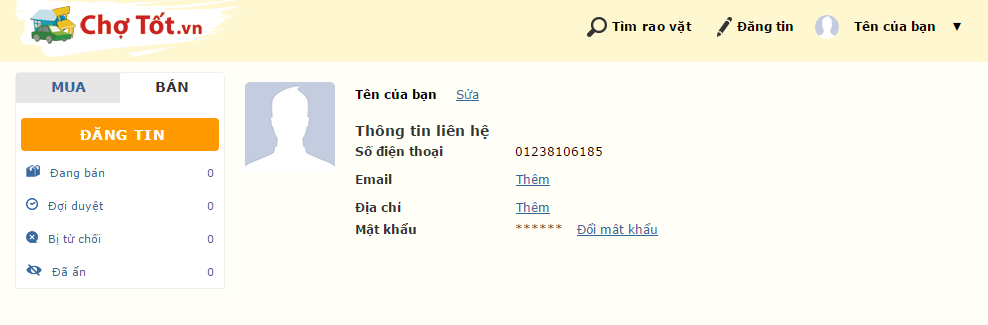 Chợ Tốt.vn
Tìm rao vặt
Đăng tin
Tên của bạn ▼
MUA
BÁN
ĐĂNG TIN
Đang bán 0
Đợi duyệt 0
Bị từ chối 0
Đã ẩn 0
Tên của bạn Sửa
Thông tin liên hệ
Số điện thoại 01238106185
Email Thêm
Địa chỉ Thêm
Mật khẩu ****** Đổi mật khẩu